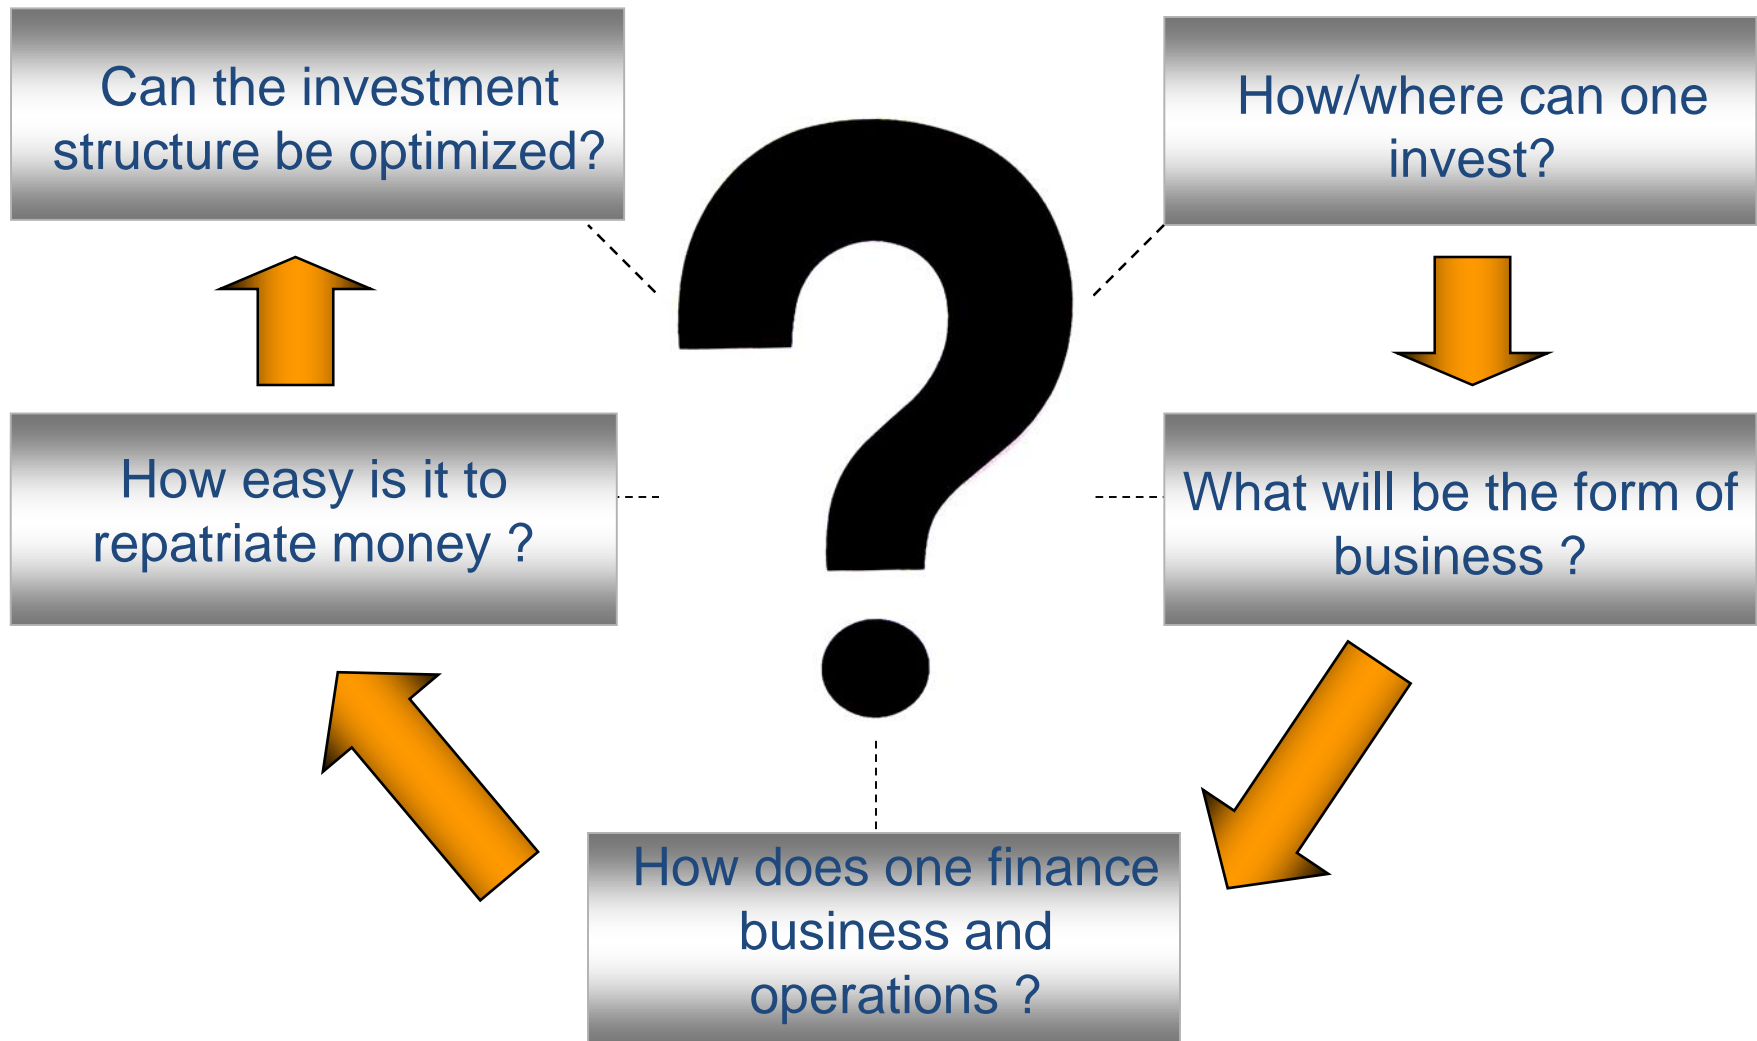 Can the investment
structure be optimized?
How/where can one
invest?
How easy is it to
repatriate money ?
What will be the form of
business ?
?
How does one finance
business and
operations ?